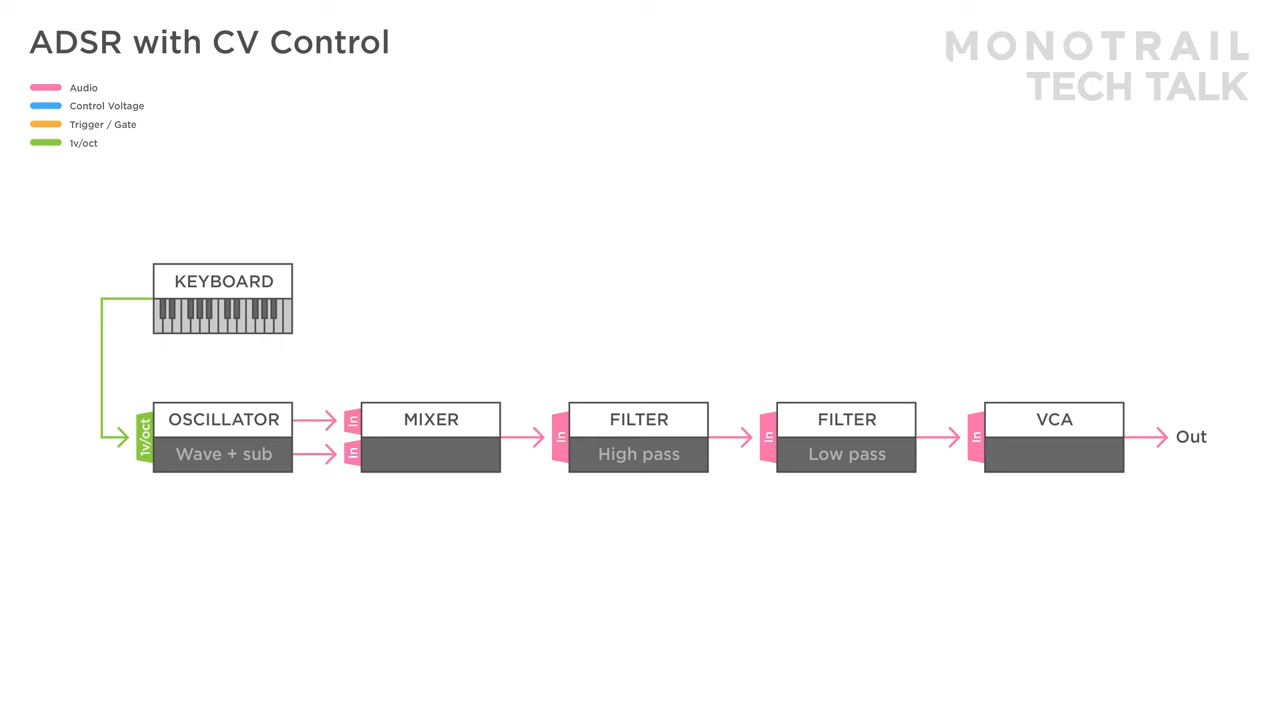 ADSR with CV Control
MONOTRAIL
TECH TALK
Audio
Control Voltage
Trigger / Gate
1v/oct
KEYBOARD
1v/oct
OSCILLATOR
Wave + sub
In
In
MIXER
In
FILTER
High pass
In
FILTER
Low pass
In
VCA
Out